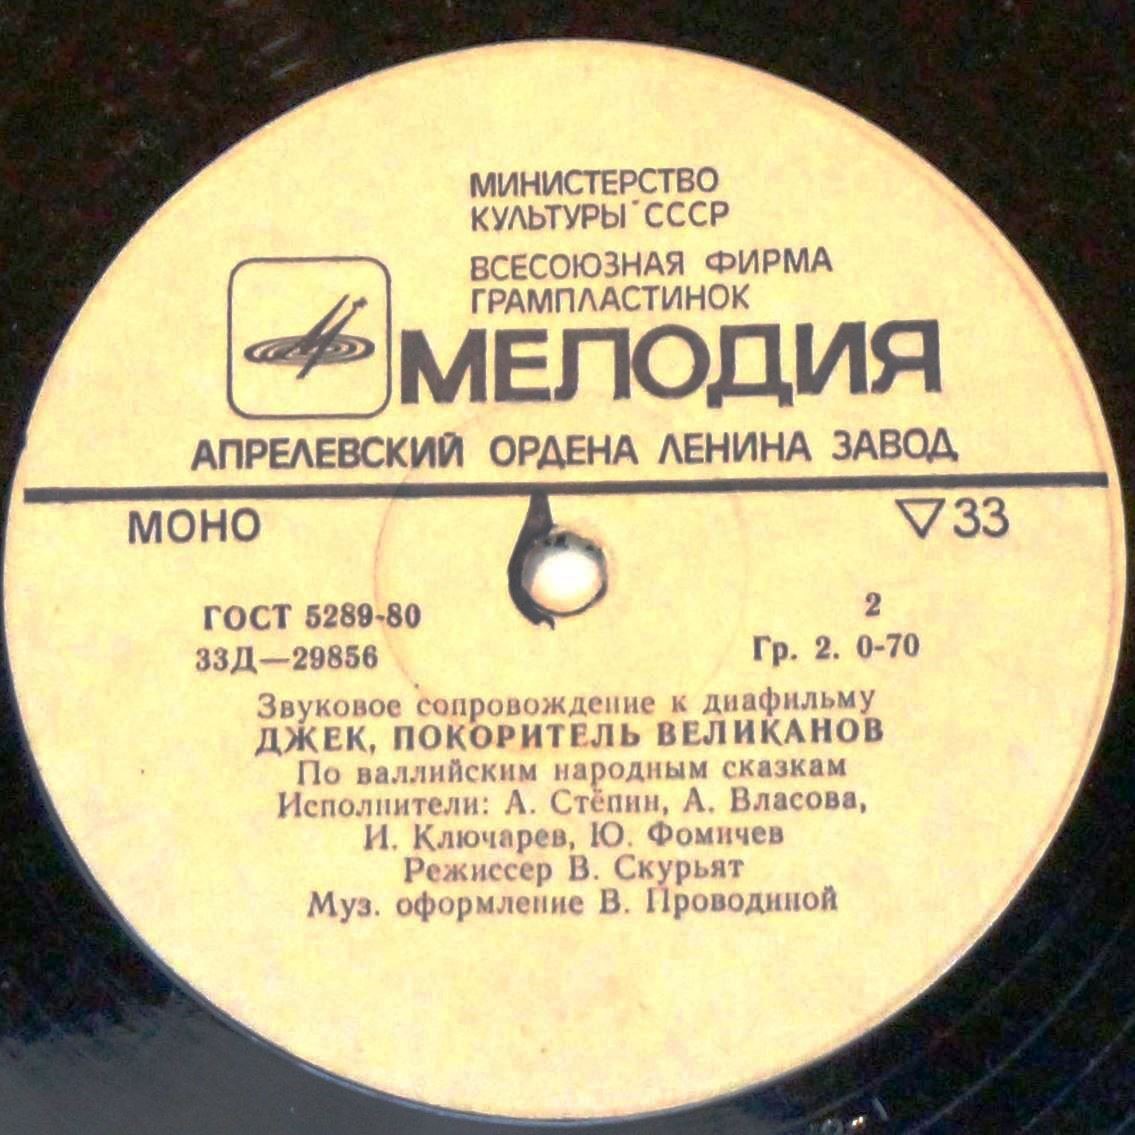 МИНИСТЕРСТВО
КУЛЬТУРЫ СССР
ВСЕСОЮЗНАЯ ФИРМА
ГРАМПЛАСТИНОК
МЕЛОДИЯ
АПРЕЛЕВСКИЙ ОРДЕНА ЛЕНИНА ЗАВОД
МОНО ▽33
ГОСТ 5289-80 2
33Д—29856 Гр. 2. 0-70
Звуковое сопровождение к диафильму
ДЖЕК, ПОКОРИТЕЛЬ ВЕЛИКАНОВ
По валлийским народным сказкам
Исполнители: А. Стёпин, А. Власова,
И. Ключарев, Ю. Фомичев
Режиссер В. Скурьят
Муз. оформление В. Проводиной